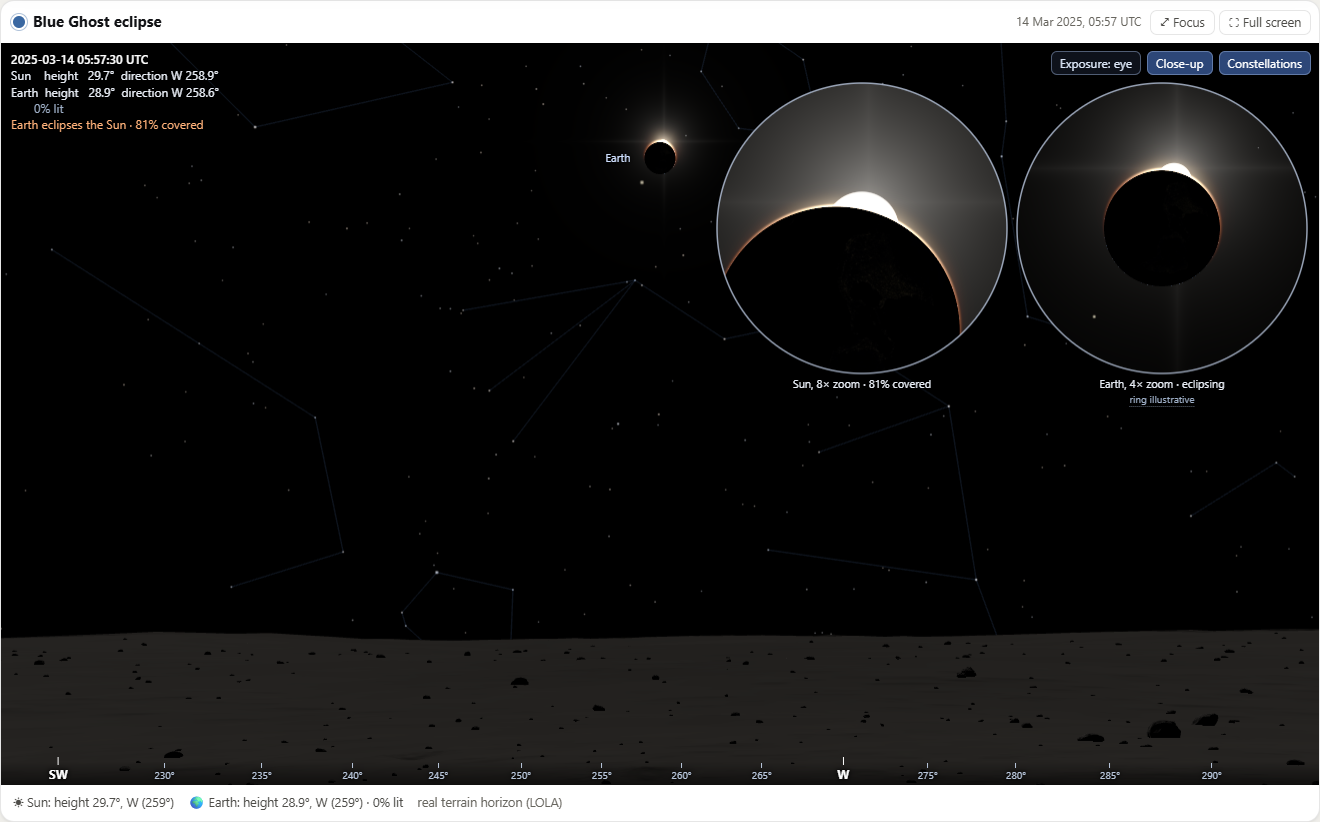 Blue Ghost eclipse
14 Mar 2025, 05:57 UTC
Focus
Full screen
2025-03-14 05:57:30 UTC
Sun height 29.7° direction W 258.9°
Earth height 28.9° direction W 258.6°
0% lit
Earth eclipses the Sun · 81% covered
Exposure: eye
Close-up
Constellations
Earth
Sun, 8× zoom · 81% covered
Earth, 4× zoom · eclipsing
ring illustrative
SW 230° 235° 240° 245° 250° 255° 260° 265° W 275° 280° 285° 290°
Sun: height 29.7°, W (259°) Earth: height 28.9°, W (259°) · 0% lit real terrain horizon (LOLA)